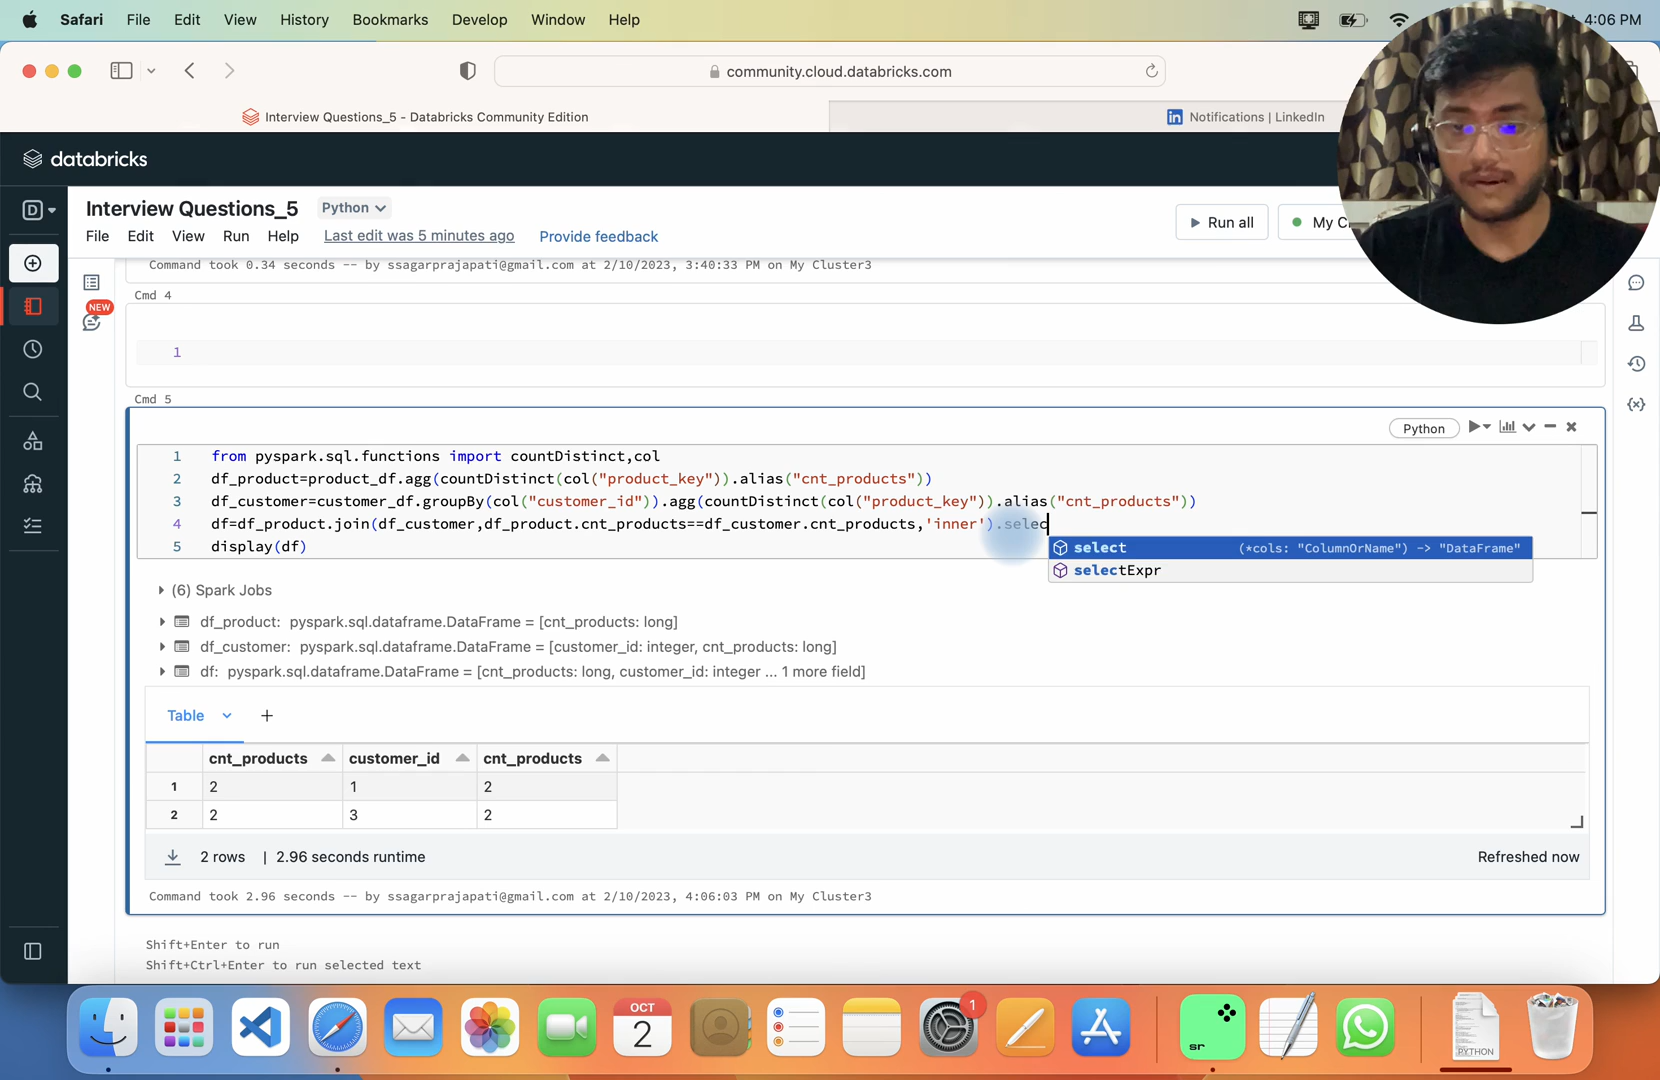 Safari File Edit View History Bookmarks Develop Window Help 4:06 PM
community.cloud.databricks.com
Interview Questions_5 - Databricks Community Edition
Notifications | LinkedIn
databricks
D
Interview Questions_5 Python
Run all
My C
File Edit View Run Help Last edit was 5 minutes ago Provide feedback
NEW
Command took 0.34 seconds -- by ssagarprajapati@gmail.com at 2/10/2023, 3:40:33 PM on My Cluster3
Cmd 4
1
Cmd 5
Python
1 from pyspark.sql.functions import countDistinct,col
2 df_product=product_df.agg(countDistinct(col("product_key")).alias("cnt_products"))
3 df_customer=customer_df.groupBy(col("customer_id")).agg(countDistinct(col("product_key")).alias("cnt_products"))
4 df=df_product.join(df_customer,df_product.cnt_products==df_customer.cnt_products,'inner').selec
5 display(df)
select (*cols: "ColumnOrName") -> "DataFrame"
selectExpr
(6) Spark Jobs
df_product: pyspark.sql.dataframe.DataFrame = [cnt_products: long]
df_customer: pyspark.sql.dataframe.DataFrame = [customer_id: integer, cnt_products: long]
df: pyspark.sql.dataframe.DataFrame = [cnt_products: long, customer_id: integer ... 1 more field]
Table +
cnt_products customer_id cnt_products
1 2 1 2
2 2 3 2
2 rows | 2.96 seconds runtime
Refreshed now
Command took 2.96 seconds -- by ssagarprajapati@gmail.com at 2/10/2023, 4:06:03 PM on My Cluster3
Shift+Enter to run
Shift+Ctrl+Enter to run selected text
OCT
2
1
sr
PYTHON